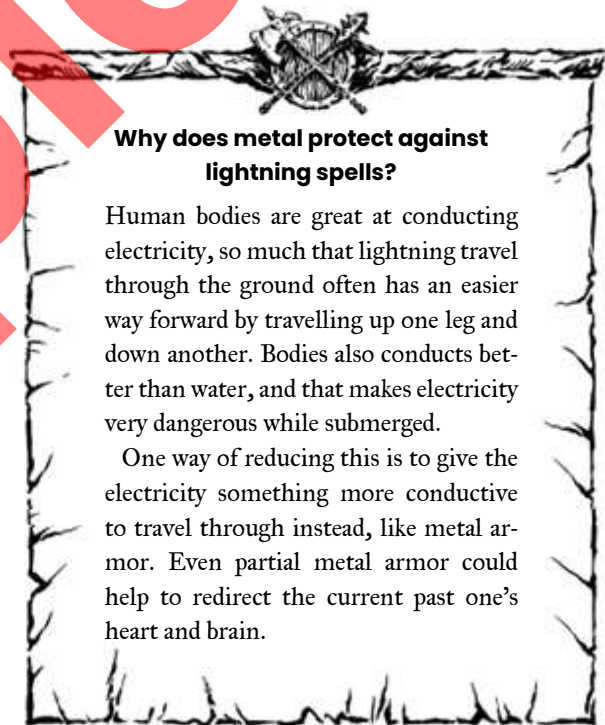 Why does metal protect against
lightning spells?
Human bodies are great at conducting
electricity, so much that lightning travel
through the ground often has an easier
way forward by travelling up one leg and
down another. Bodies also conducts bet-
ter than water, and that makes electricity
very dangerous while submerged.
One way of reducing this is to give the
electricity something more conductive
to travel through instead, like metal ar-
mor. Even partial metal armor could
help to redirect the current past one's
heart and brain.